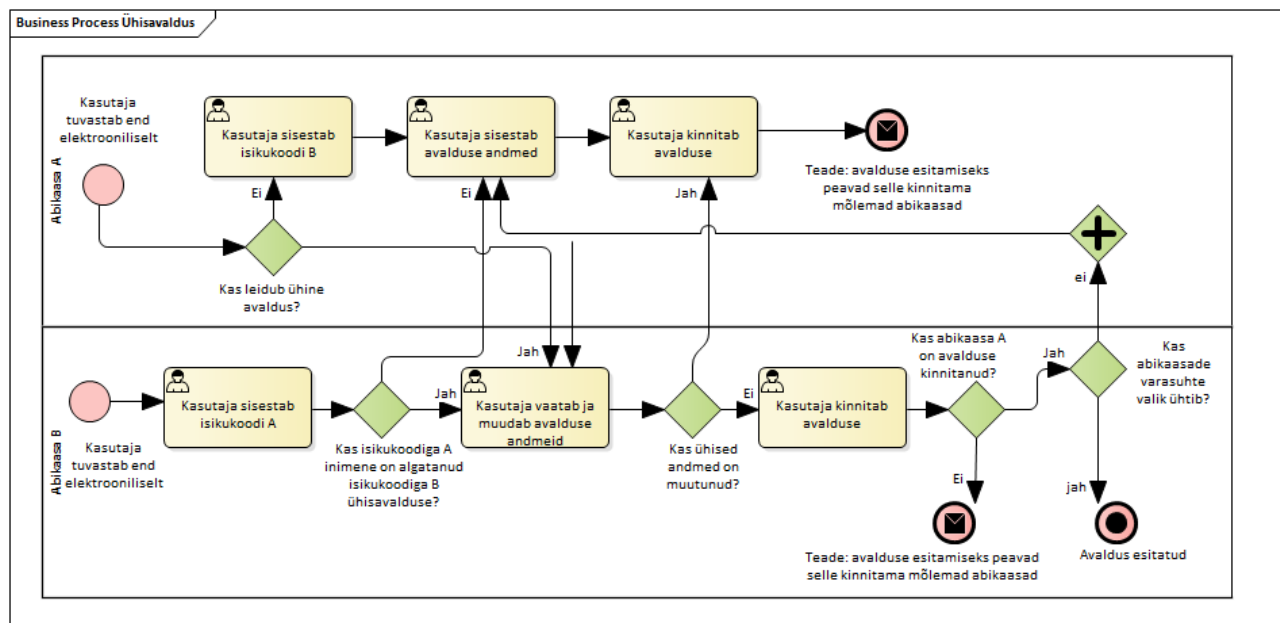 Business Process Ühisavaldus
Abikaasa A
Kasutaja
tuvastab end
elektrooniliselt
Kasutaja sisestab
isikukoodi B
Kasutaja sisestab
avalduse andmed
Kasutaja kinnitab
avalduse
Teade: avalduse esitamiseks
peavad selle kinnitama
mõlemad abikaasad
Ei
Ei
Jah
Kas leidub ühine
avaldus?
ei
Abikaasa B
Kasutaja
tuvastab end
elektrooniliselt
Kasutaja sisestab
isikukoodi A
Jah
Kas isikukoodiga A
inimene on algatanud
isikukoodiga B
ühisavalduse?
Jah
Kasutaja vaatab ja
muudab avalduse
andmeid
Kas ühised
andmed on
muutunud?
Ei
Kasutaja kinnitab
avalduse
Kas abikaasa A
on avalduse
kinnitanud?
Jah
Kas
abikaasade
varasuhte
valik ühtib?
Ei
jah
Teade: avalduse esitamiseks peavad
selle kinnitama mõlemad abikaasad
Avaldus esitatud